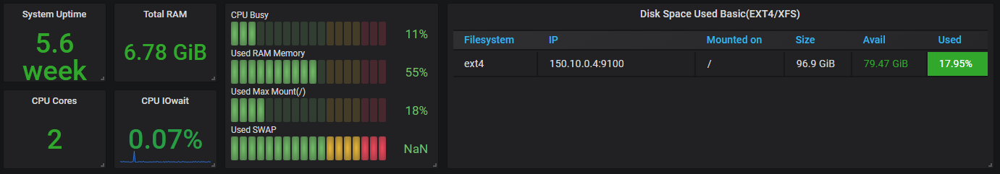 System Uptime
5.6
week
Total RAM
6.78 GiB
CPU Cores
2
CPU IOwait
0.07%
CPU Busy
11%
Used RAM Memory
55%
Used Max Mount(/)
18%
Used SWAP
NaN
Disk Space Used Basic(EXT4/XFS)
Filesystem IP Mounted on Size Avail Used
ext4 150.10.0.4:9100 / 96.9 GiB 79.47 GiB 17.95%